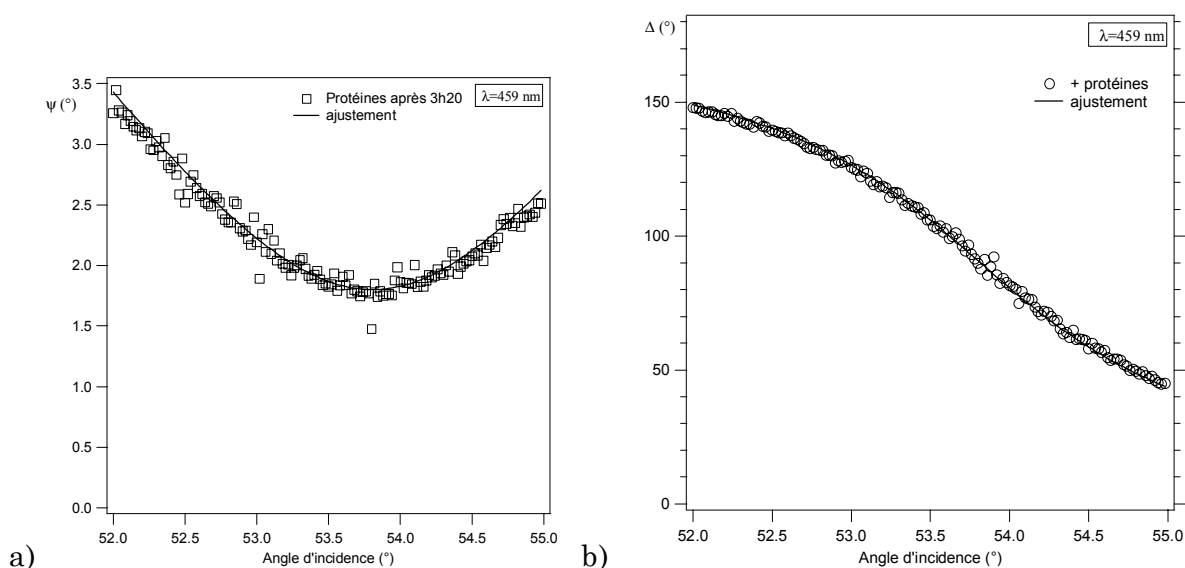 a)
ψ (°)
3.5
3.0
2.5
2.0
1.5
1.0
0.5
0.0
λ=459 nm
Protéines après 3h20
ajustement
52.0 52.5 53.0 53.5 54.0 54.5 55.0
Angle d'incidence (°)
b)
Δ (°)
150
100
50
0
λ=459 nm
+ protéines
ajustement
52.0 52.5 53.0 53.5 54.0 54.5 55.0
Angle d'incidence (°)